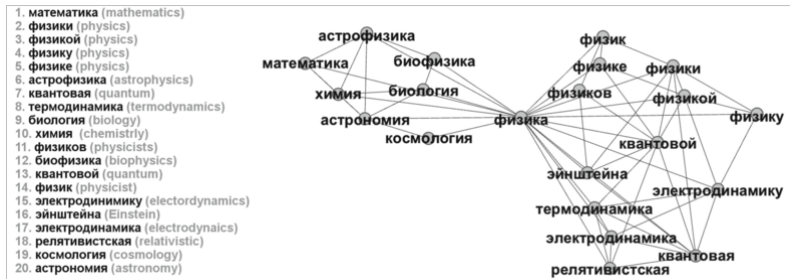 1. математика (mathematics)
2. физики (physics)
3. физикой (physics)
4. физику (physics)
5. физике (physics)
6. астрофизика (astrophysics)
7. квантовая (quantum)
8. термодинамика (termodynamics)
9. биология (biology)
10. химия (chemistrly)
11. физиков (physicists)
12. биофизика (biophysics)
13. квантовой (quantum)
14. физик (physicist)
15. электродинимику (electordynamics)
16. эйнштейна (Einstein)
17. электродинамика (electrodynaics)
18. релятивистская (relativistic)
19. космология (cosmology)
20. астрономия (astronomy)
астрофизика
математика
биофизика
химия
биология
астрономия
космология
физика
физик
физике
физики
физиков
физикой
физику
квантовой
эйнштейна
электродинамику
термодинамика
электродинамика
квантовая
релятивистская